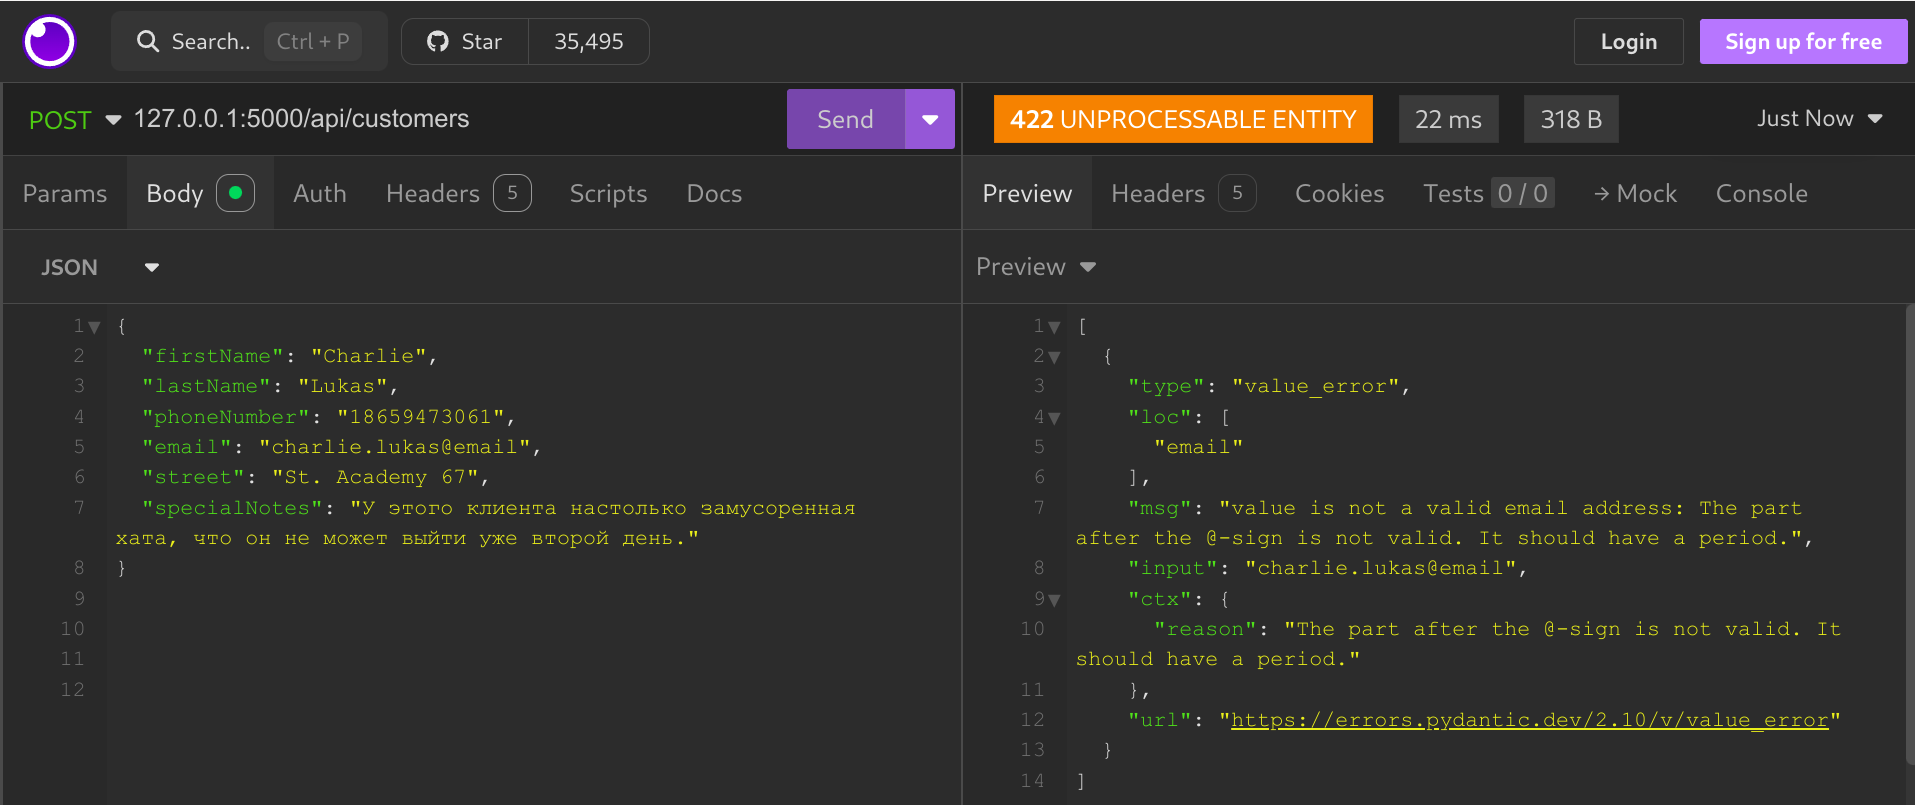 Search.. Ctrl + P Star 35,495 Login Sign up for free
POST 127.0.0.1:5000/api/customers Send 422 UNPROCESSABLE ENTITY 22 ms 318 B Just Now
Params Body Auth Headers 5 Scripts Docs Preview Headers 5 Cookies Tests 0 / 0 → Mock Console
JSON Preview
1 {
2 "firstName": "Charlie",
3 "lastName": "Lukas",
4 "phoneNumber": "18659473061",
5 "email": "charlie.lukas@email",
6 "street": "St. Academy 67",
7 "specialNotes": "У этого клиента настолько замусоренная
хата, что он не может выйти уже второй день."
8 }
9
10
11
12
1 [
2 {
3 "type": "value_error",
4 "loc": [
5 "email"
6 ],
7 "msg": "value is not a valid email address: The part
after the @-sign is not valid. It should have a period.",
8 "input": "charlie.lukas@email",
9 "ctx": {
10 "reason": "The part after the @-sign is not valid. It
should have a period."
11 },
12 "url": "https://errors.pydantic.dev/2.10/v/value_error"
13 }
14 ]